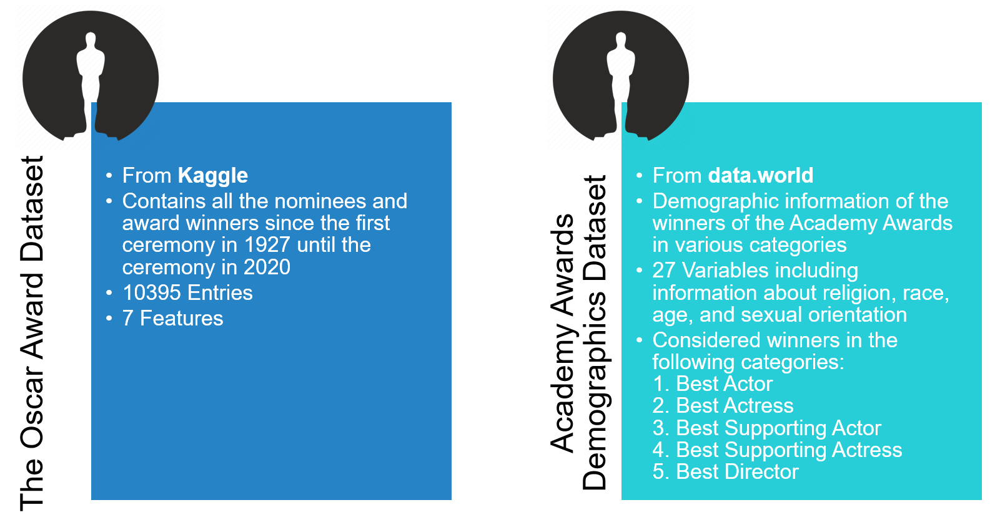 The Oscar Award Dataset
• From Kaggle
• Contains all the nominees and
award winners since the first
ceremony in 1927 until the
ceremony in 2020
• 10395 Entries
• 7 Features
Academy Awards
Demographics Dataset
• From data.world
• Demographic information of the
winners of the Academy Awards
in various categories
• 27 Variables including
information about religion, race,
age, and sexual orientation
• Considered winners in the
following categories:
1. Best Actor
2. Best Actress
3. Best Supporting Actor
4. Best Supporting Actress
5. Best Director